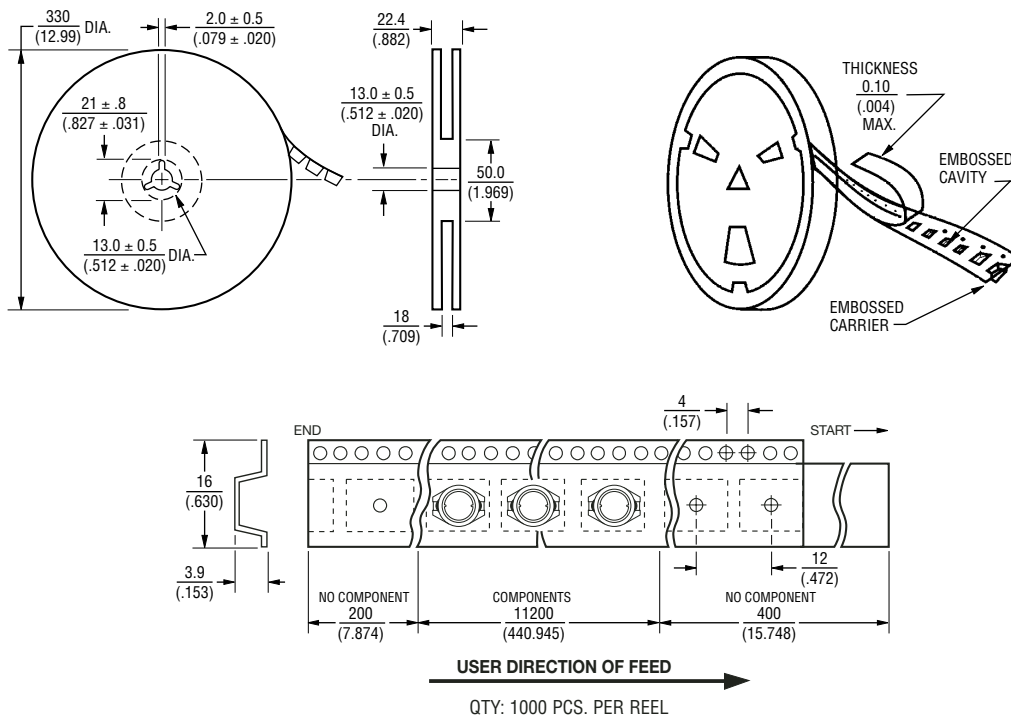 330
(12.99)
DIA.
2.0 ± 0.5
(.079 ± .020)
22.4
(.882)
21 ± .8
(.827 ± .031)
13.0 ± 0.5
(.512 ± .020)
DIA.
50.0
(1.969)
13.0 ± 0.5
(.512 ± .020)
DIA.
18
(.709)
THICKNESS
0.10
(.004)
MAX.
EMBOSSED
CAVITY
EMBOSSED
CARRIER
4
(.157)
END
START
16
(.630)
3.9
(.153)
12
(.472)
NO COMPONENT
200
(7.874)
COMPONENTS
11200
(440.945)
NO COMPONENT
400
(15.748)
USER DIRECTION OF FEED
QTY: 1000 PCS. PER REEL